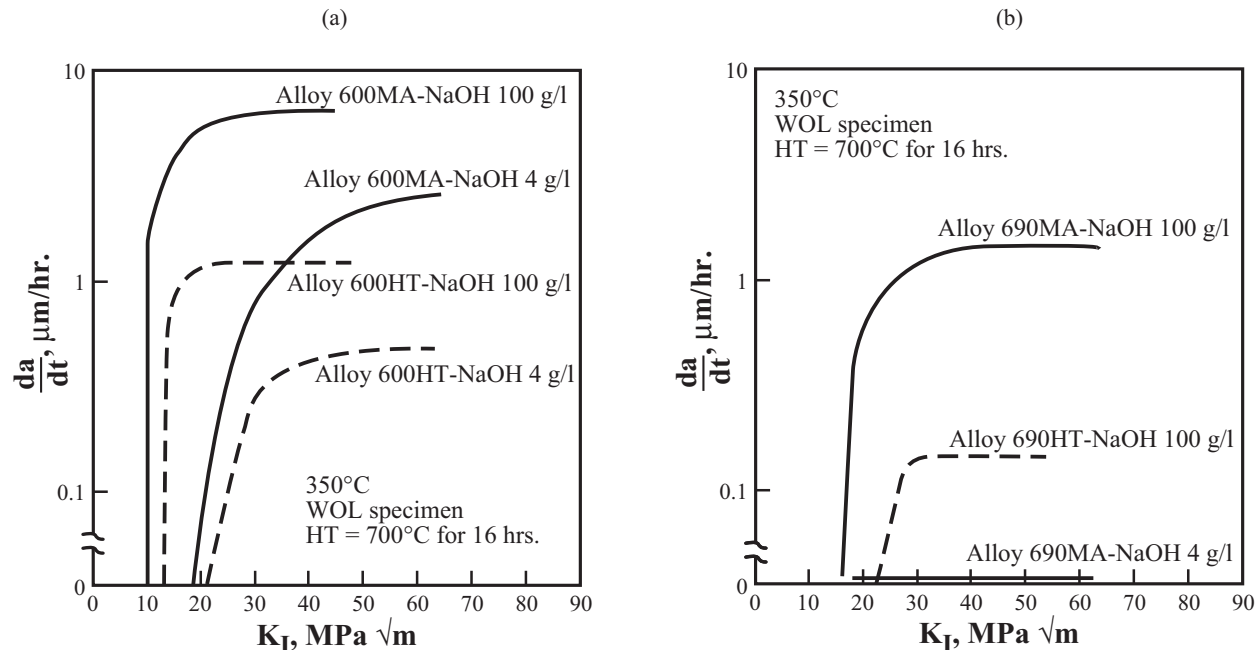 (a)
10
1
0.1
0
da
dt, μm/hr.
Alloy 600MA-NaOH 100 g/l
Alloy 600MA-NaOH 4 g/l
Alloy 600HT-NaOH 100 g/l
Alloy 600HT-NaOH 4 g/l
350°C
WOL specimen
HT = 700°C for 16 hrs.
0 10 20 30 40 50 60 70 80 90
K_I, MPa √m
(b)
10
1
0.1
0
da
dt, μm/hr.
350°C
WOL specimen
HT = 700°C for 16 hrs.
Alloy 690MA-NaOH 100 g/l
Alloy 690HT-NaOH 100 g/l
Alloy 690MA-NaOH 4 g/l
0 10 20 30 40 50 60 70 80 90
K_I, MPa √m